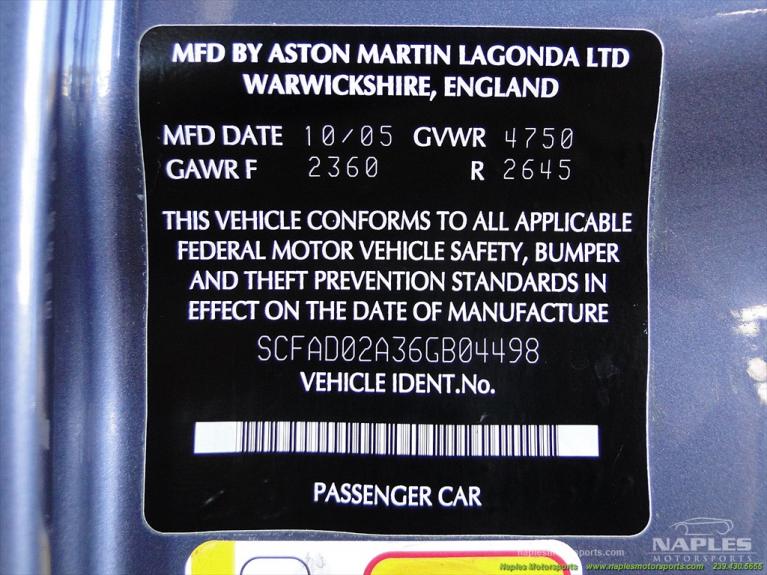 MFD BY ASTON MARTIN LAGONDA LTD
WARWICKSHIRE, ENGLAND
MFD DATE 10/05 GVWR 4750
GAWR F 2360 R 2645
THIS VEHICLE CONFORMS TO ALL APPLICABLE
FEDERAL MOTOR VEHICLE SAFETY, BUMPER
AND THEFT PREVENTION STANDARDS IN
EFFECT ON THE DATE OF MANUFACTURE
SCFAD02A36GB04498
VEHICLE IDENT.No.
PASSENGER CAR
NAPLES
MOTORSPORTS
naplesmotorsports.com
Naples Motorsports - www.naplesmotorsports.com - 239.430.5655